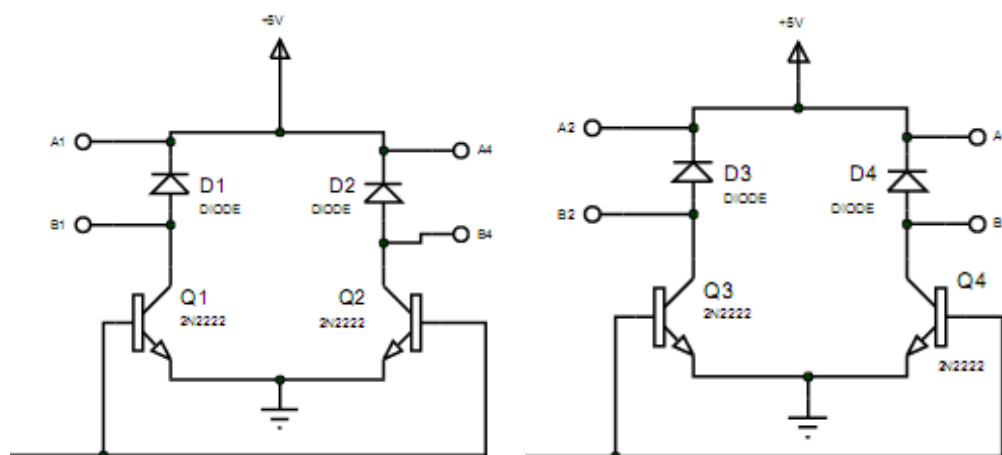 +5V
A1
A4
D1
DIODE
D2
DIODE
B1
B4
Q1
2N2222
Q2
2N2222
+5V
A2
A
D3
DIODE
D4
DIODE
B2
B
Q3
2N2222
Q4
2N2222